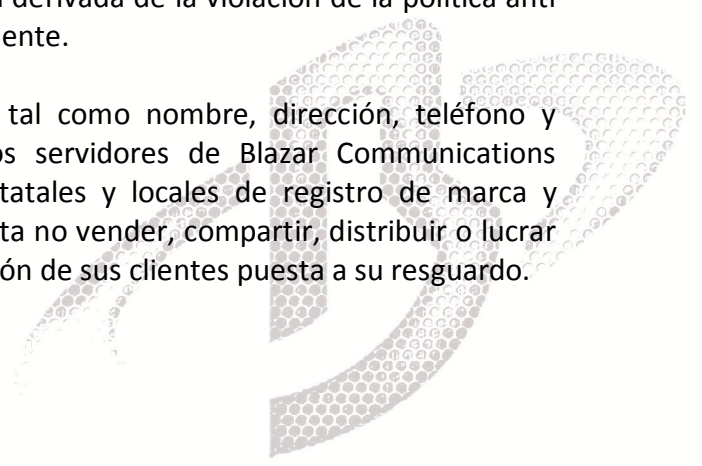 derivada de la violación de la política anti
ente.
tal como nombre, dirección, teléfono y
os servidores de Blazar Communications
tatales y locales de registro de marca y
ta no vender, compartir, distribuir o lucrar
ón de sus clientes puesta a su resguardo.